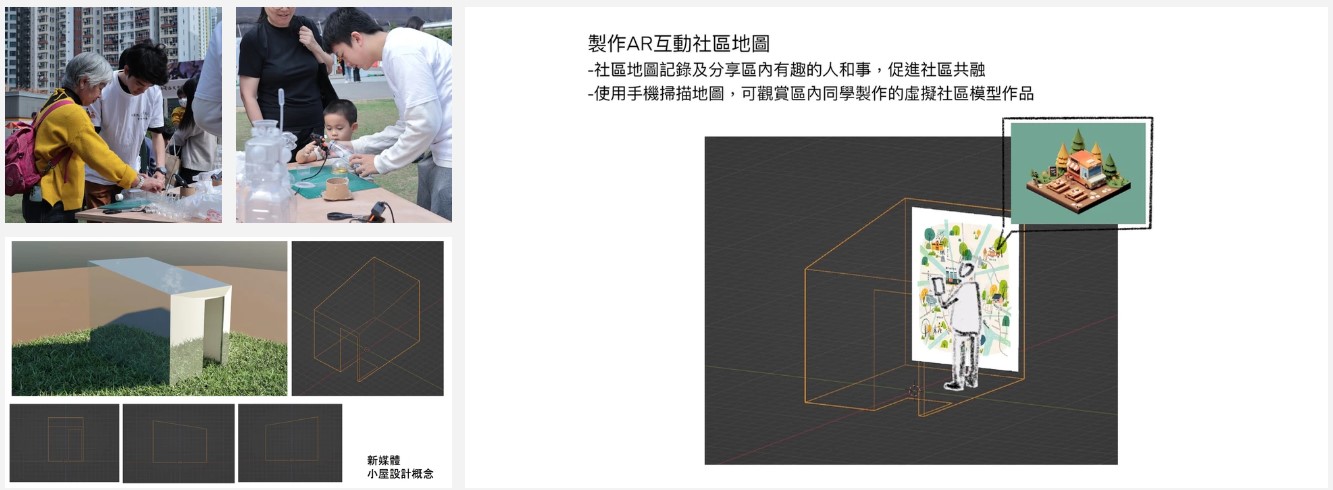 製作AR互動社區地圖
-社區地圖記錄及分享區內有趣的人和事，促進社區共融
-使用手機掃描地圖，可觀賞區內同學製作的虛擬社區模型作品
新媒體
小屋設計概念